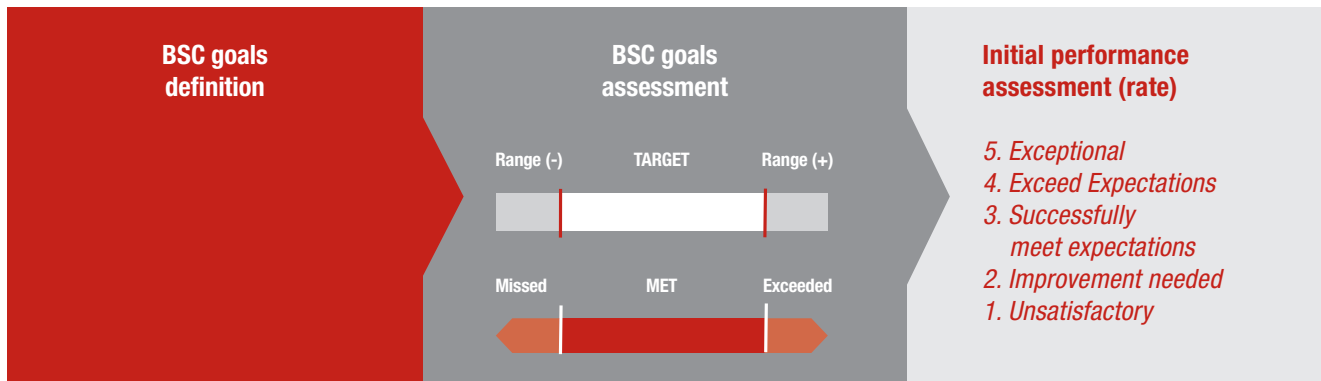 BSC goals
definition
BSC goals
assessment
Range (-) TARGET Range (+)
Missed MET Exceeded
Initial performance
assessment (rate)
5. Exceptional
4. Exceed Expectations
3. Successfully
meet expectations
2. Improvement needed
1. Unsatisfactory